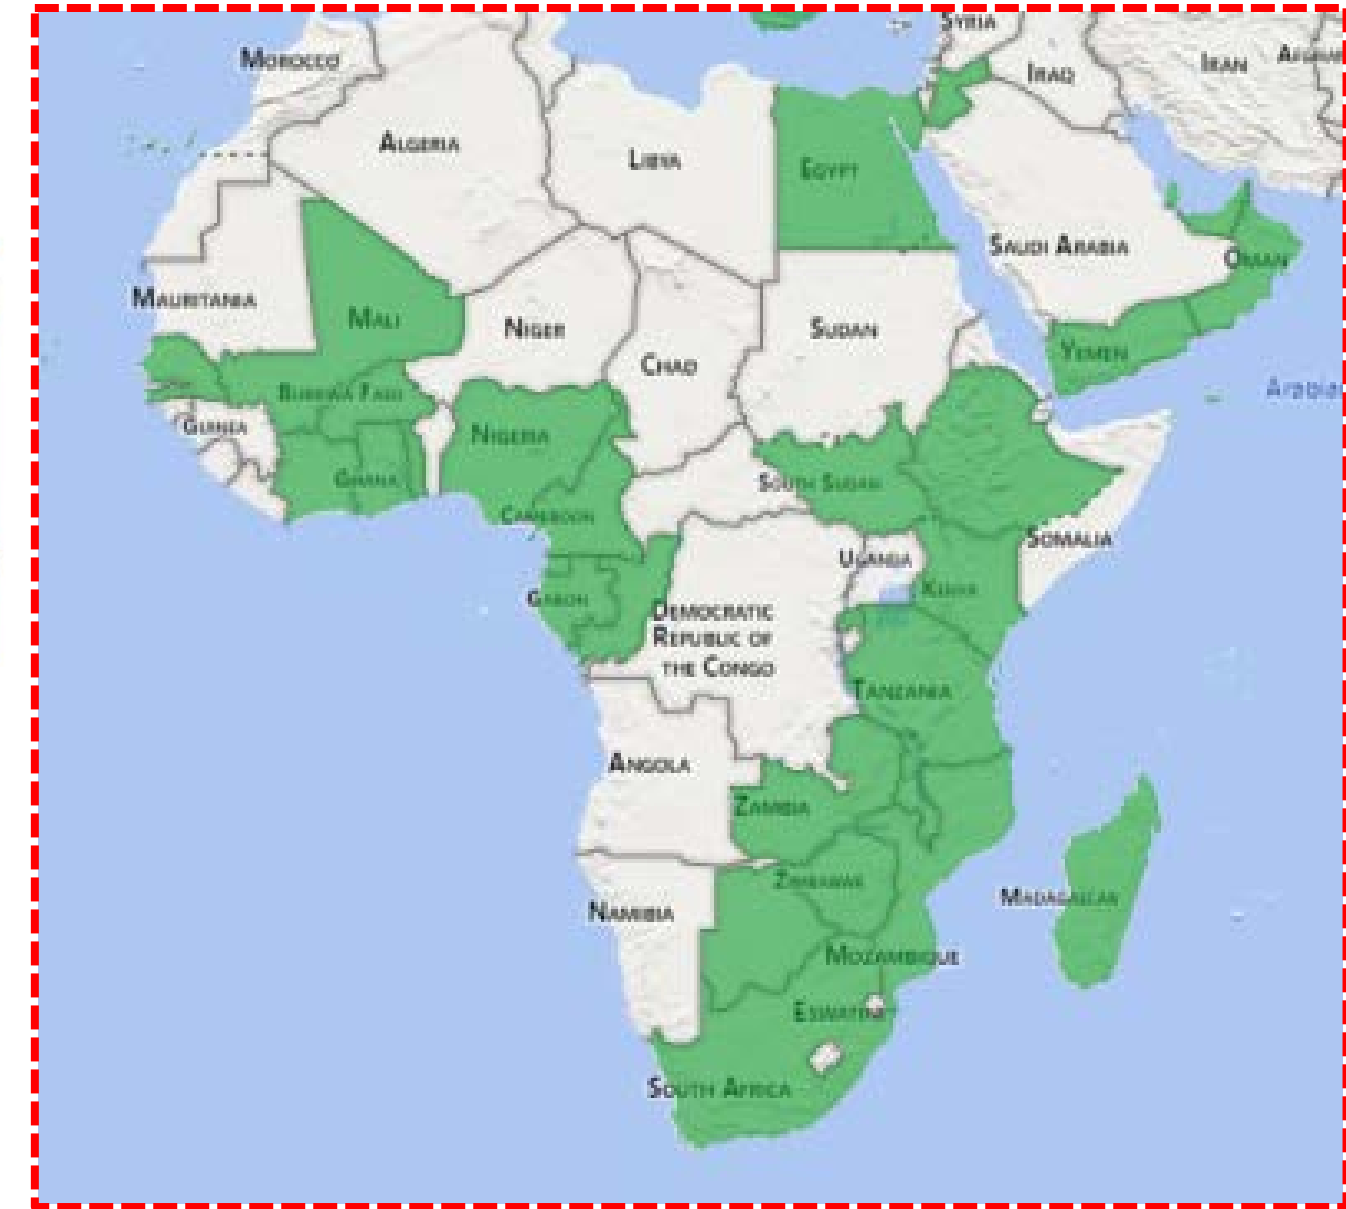 SYRIA
MOROCCO
IRAQ
IRAN
ALGERIA
LIBYA
EGYPT
SAUDI ARABIA
OMAN
MAURITANIA
MALI
NIGER
SUDAN
CHAD
YEMEN
BURKINA FASO
GUINEA
NIGERIA
GHANA
SOUTH SUDAN
CAMEROON
SOMALIA
UGANDA
KENYA
GABON
DEMOCRATIC
REPUBLIC OF
THE CONGO
TANZANIA
ANGOLA
ZAMBIA
ZIMBABWE
MADAGASCAR
NAMIBIA
MOZAMBIQUE
ESWATINI
SOUTH AFRICA